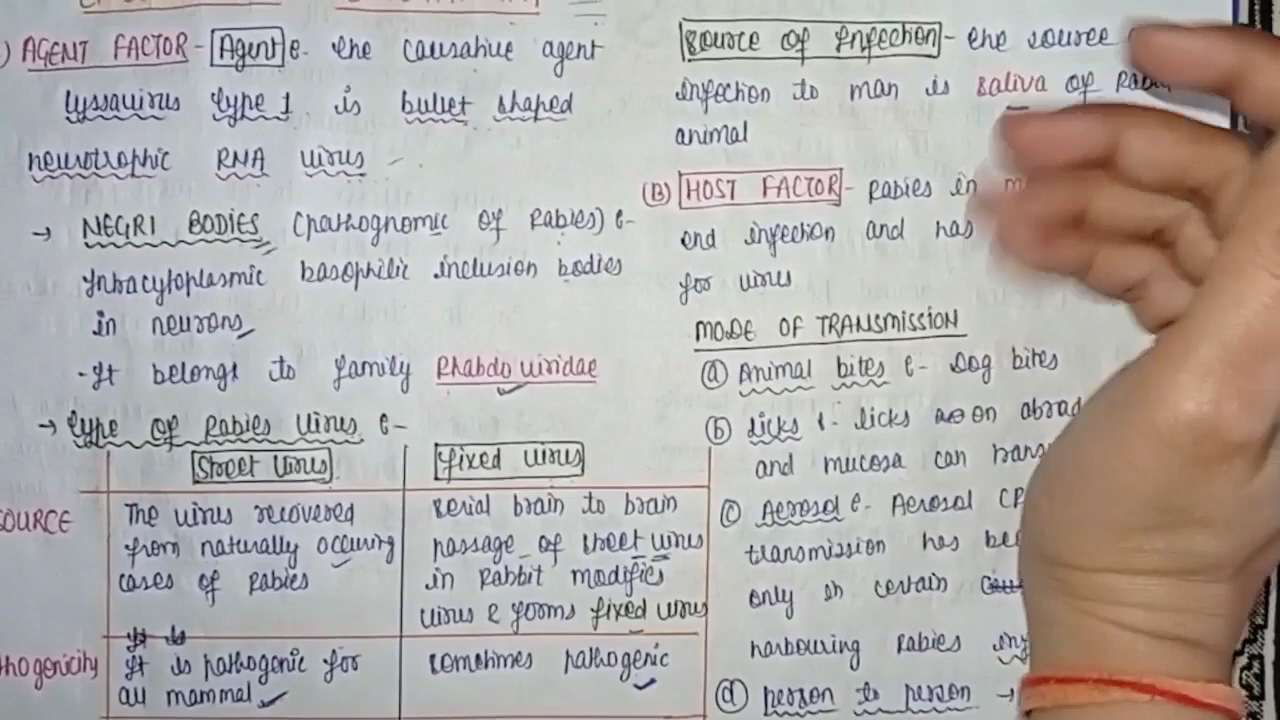 AGENT FACTOR - Agent :- the causative agent
lyssavirus type 1 is bullet shaped
neurotrophic RNA virus -
→ NEGRI BODIES (pathognomic of Rabies) :-
Intracytoplasmic basophilic inclusion bodies
in neurons
- It belongs to family Rhabdo viridae
→ Type of Rabies Virus :-
Street Virus
fixed virus
SOURCE
The virus recovered
from naturally occuring
cases of Rabies
serial brain to brain
passage of street virus
in Rabbit modifies
virus & forms fixed virus
It is
It is pathogenic for
all mammal
sometimes pathogenic
Source of Infection - the source
infection to man is saliva of
animal
(B) HOST FACTOR - Rabies in
end infection and has
for virus
MODE OF TRANSMISSION
(a) Animal bites :- Dog bites
(b) licks :- licks on
and mucosa can
(c) Aerosol :- Aerosol
transmission has
only in certain
harbouring Rabies
(d) person to person →